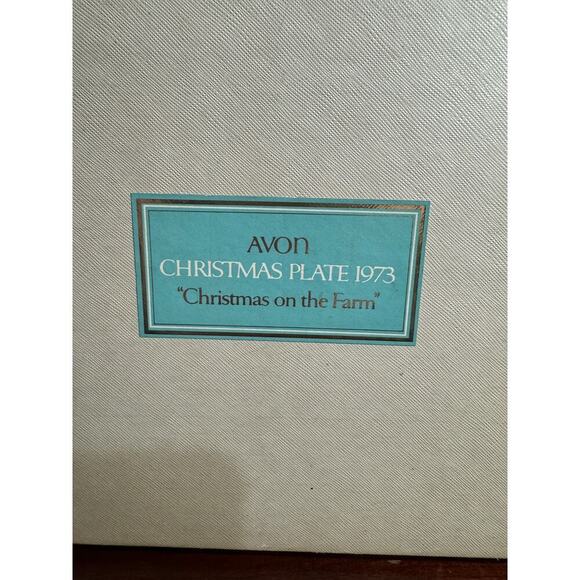 AVON
CHRISTMAS PLATE 1973
"Christmas on the Farm"